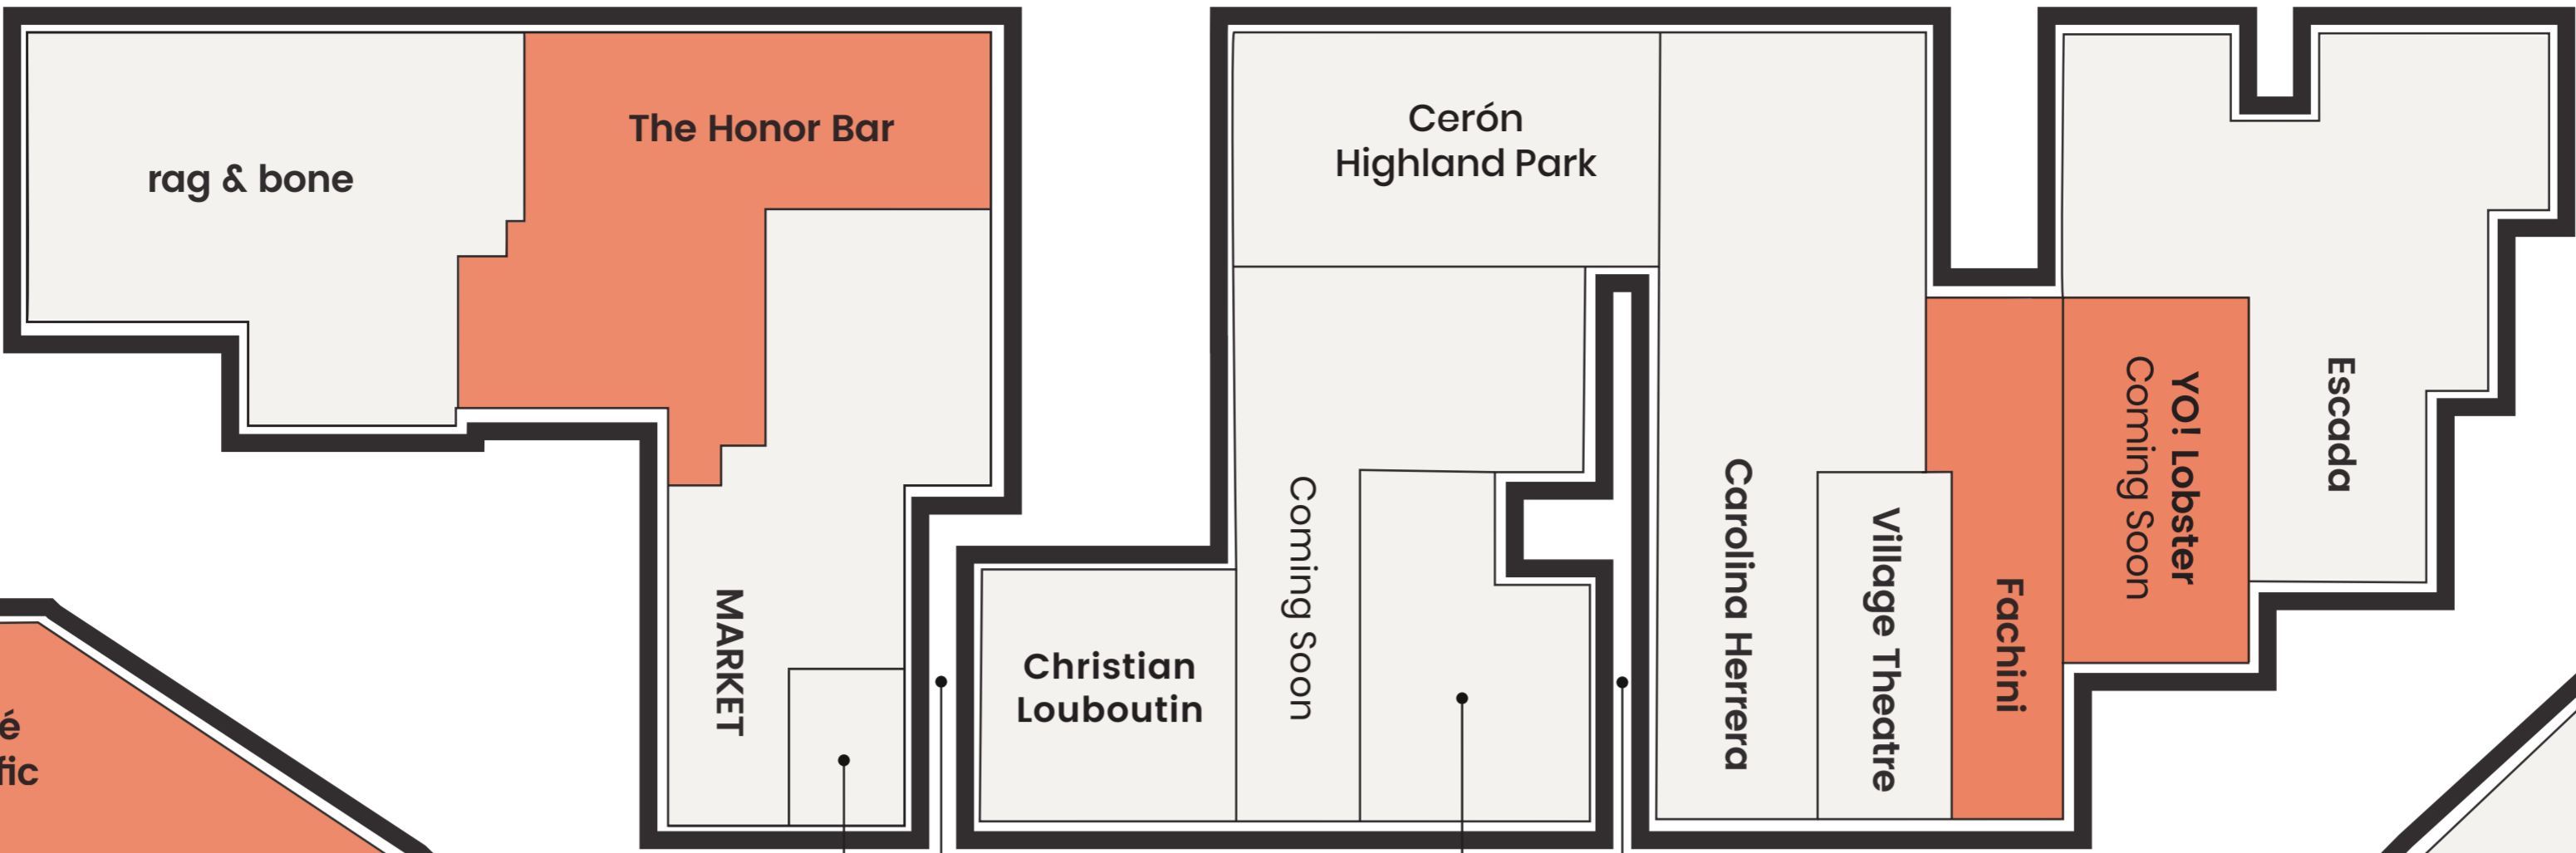 rag & bone
The Honor Bar
MARKET
Christian
Louboutin
Cerón
Highland Park
Coming Soon
Carolina Herrera
Village Theatre
Fachini
YO! Lobster
Coming Soon
Escada
é
fic